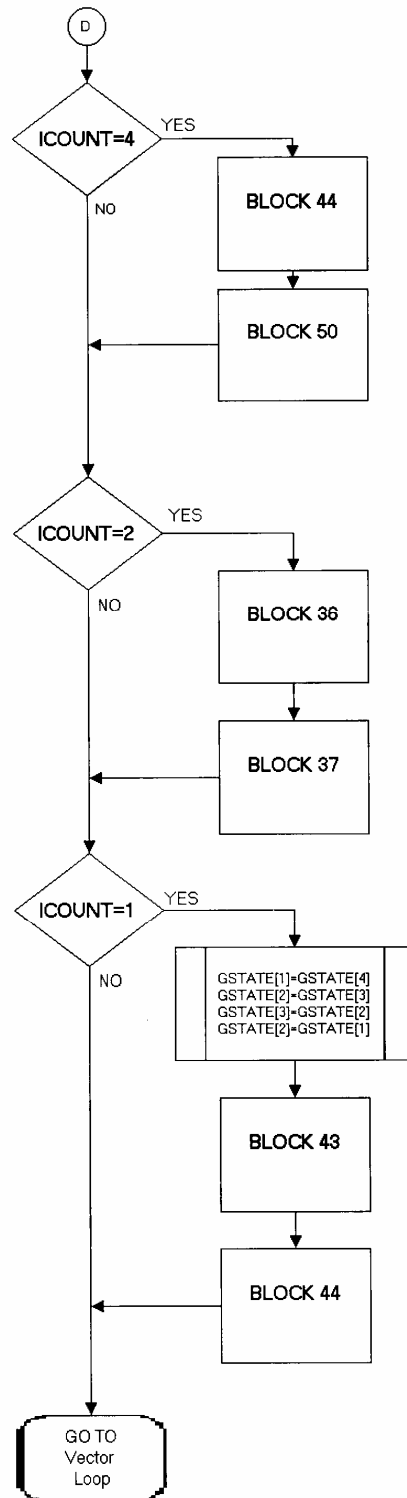 D
ICOUNT=4
YES
NO
BLOCK 44
BLOCK 50
ICOUNT=2
YES
NO
BLOCK 36
BLOCK 37
ICOUNT=1
YES
NO
GSTATE[1]=GSTATE[4]
GSTATE[2]=GSTATE[3]
GSTATE[3]=GSTATE[2]
GSTATE[2]=GSTATE[1]
BLOCK 43
BLOCK 44
GO TO
Vector
Loop